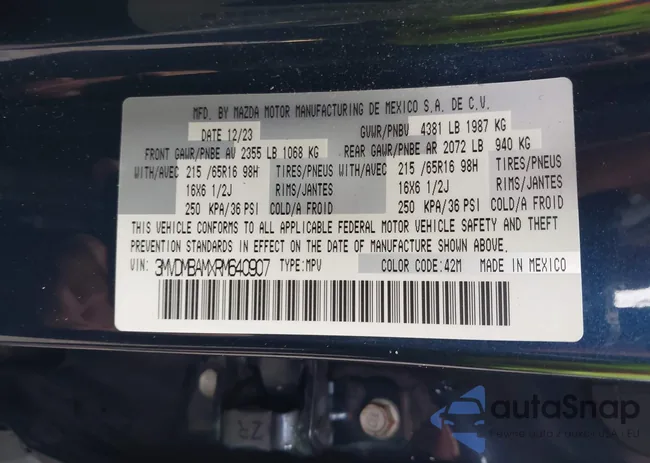 MFD. BY MAZDA MOTOR MANUFACTURING DE MEXICO S.A. DE C.V.
DATE 12/23 GVWR/PNBV 4381 LB 1987 KG
FRONT GAWR/PNBE AV 2355 LB 1068 KG REAR GAWR/PNBE AR 2072 LB 940 KG
WITH/AVEC 215 /65R16 98H TIRES/PNEUS WITH/AVEC 215 /65R16 98H TIRES/PNEUS
16X6 1/2J RIMS/JANTES 16X6 1/2J RIMS/JANTES
250 KPA/36 PSI COLD/A FROID 250 KPA/36 PSI COLD/A FROID
THIS VEHICLE CONFORMS TO ALL APPLICABLE FEDERAL MOTOR VEHICLE SAFETY AND THEFT
PREVENTION STANDARDS IN EFFECT ON THE DATE OF MANUFACTURE SHOWN ABOVE.
VIN: 3MVDMBAMXRM640907 TYPE:MPV COLOR CODE:42M MADE IN MEXICO
ZR
autoSnap